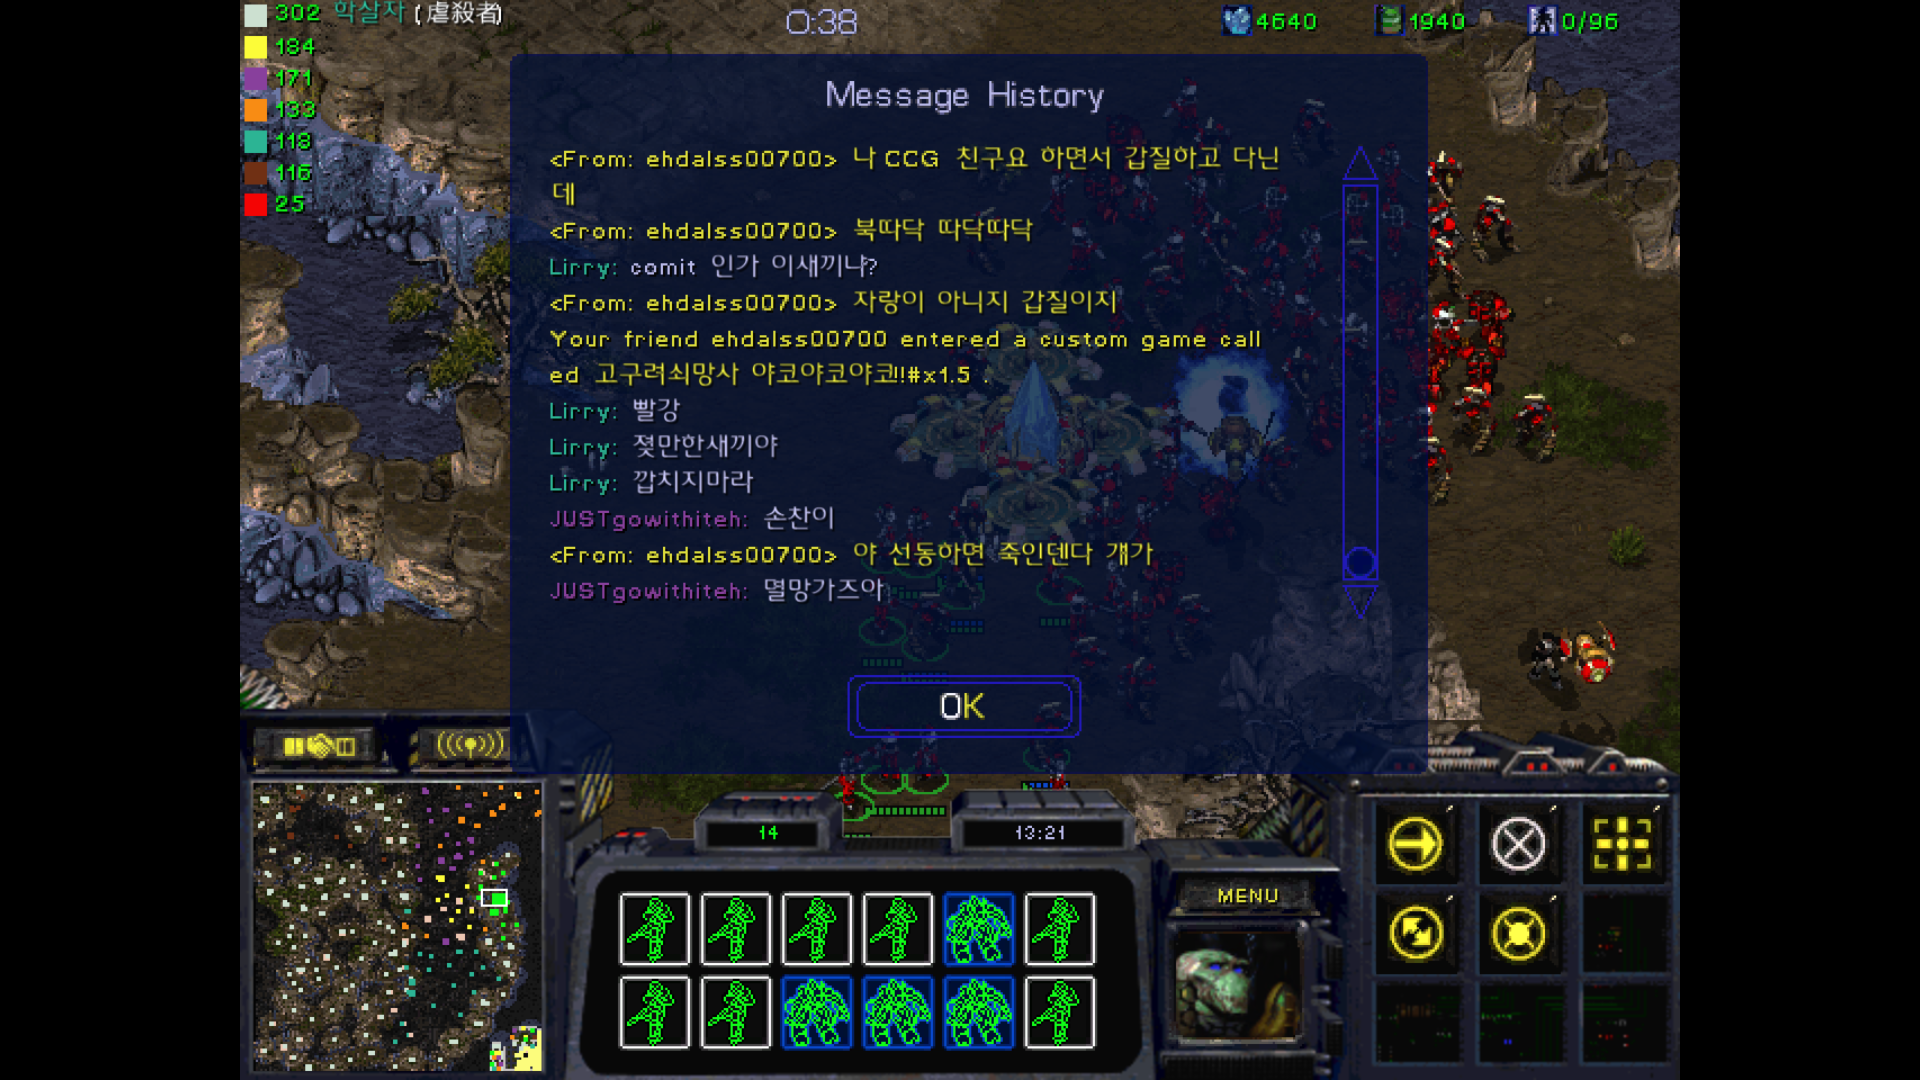 302 학살자 (虐殺者)
0:38
4640
1940
0/96
184
171
133
118
116
25
Message History
<From: ehdalss00700> 나 CCG 친구요 하면서 갑질하고 다닌
데
<From: ehdalss00700> 북따닥 따닥따닥
Lirry: comit 인가 이새끼냐?
<From: ehdalss00700> 자랑이 아니지 갑질이지
Your friend ehdalss00700 entered a custom game call
ed 고구려쇠망사 야코야코야코!!#x1.5 .
Lirry: 빨강
Lirry: 젖만한새끼야
Lirry: 깝치지마라
JUSTgowithiteh: 손찬이
<From: ehdalss00700> 야 선동하면 죽인덴다 걔가
JUSTgowithiteh: 멸망가즈아
OK
14
13:21
MENU